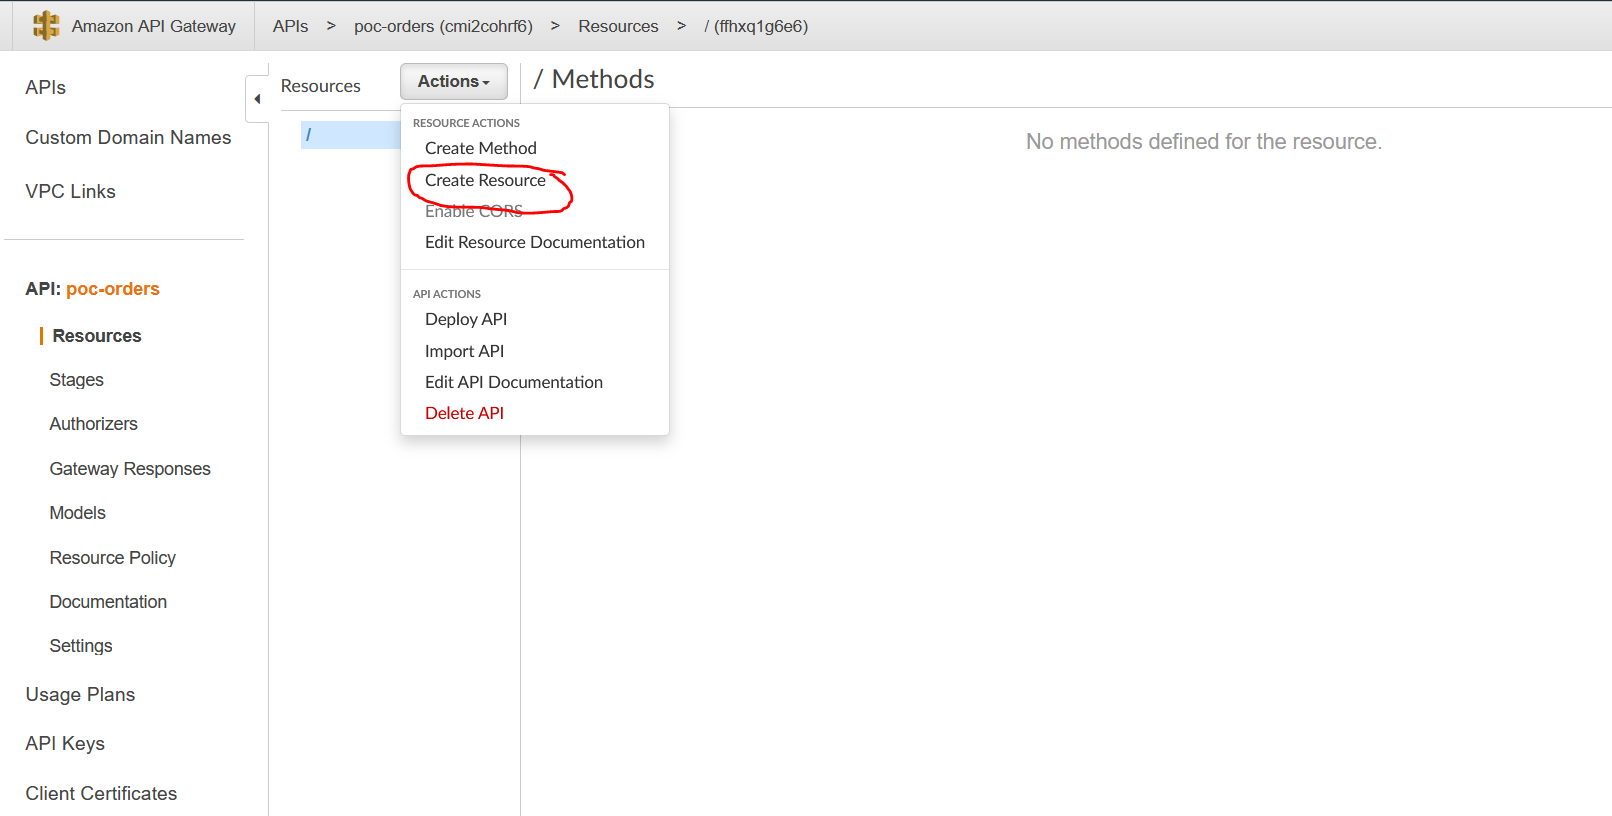 Amazon API Gateway
APIs > poc-orders (cmi2cohrf6) > Resources > / (ffhxq1g6e6)
APIs
Custom Domain Names
VPC Links
API: poc-orders
Resources
Stages
Authorizers
Gateway Responses
Models
Resource Policy
Documentation
Settings
Usage Plans
API Keys
Client Certificates
Resources
Actions
/
RESOURCE ACTIONS
Create Method
Create Resource
Enable CORS
Edit Resource Documentation
API ACTIONS
Deploy API
Import API
Edit API Documentation
Delete API
/ Methods
No methods defined for the resource.